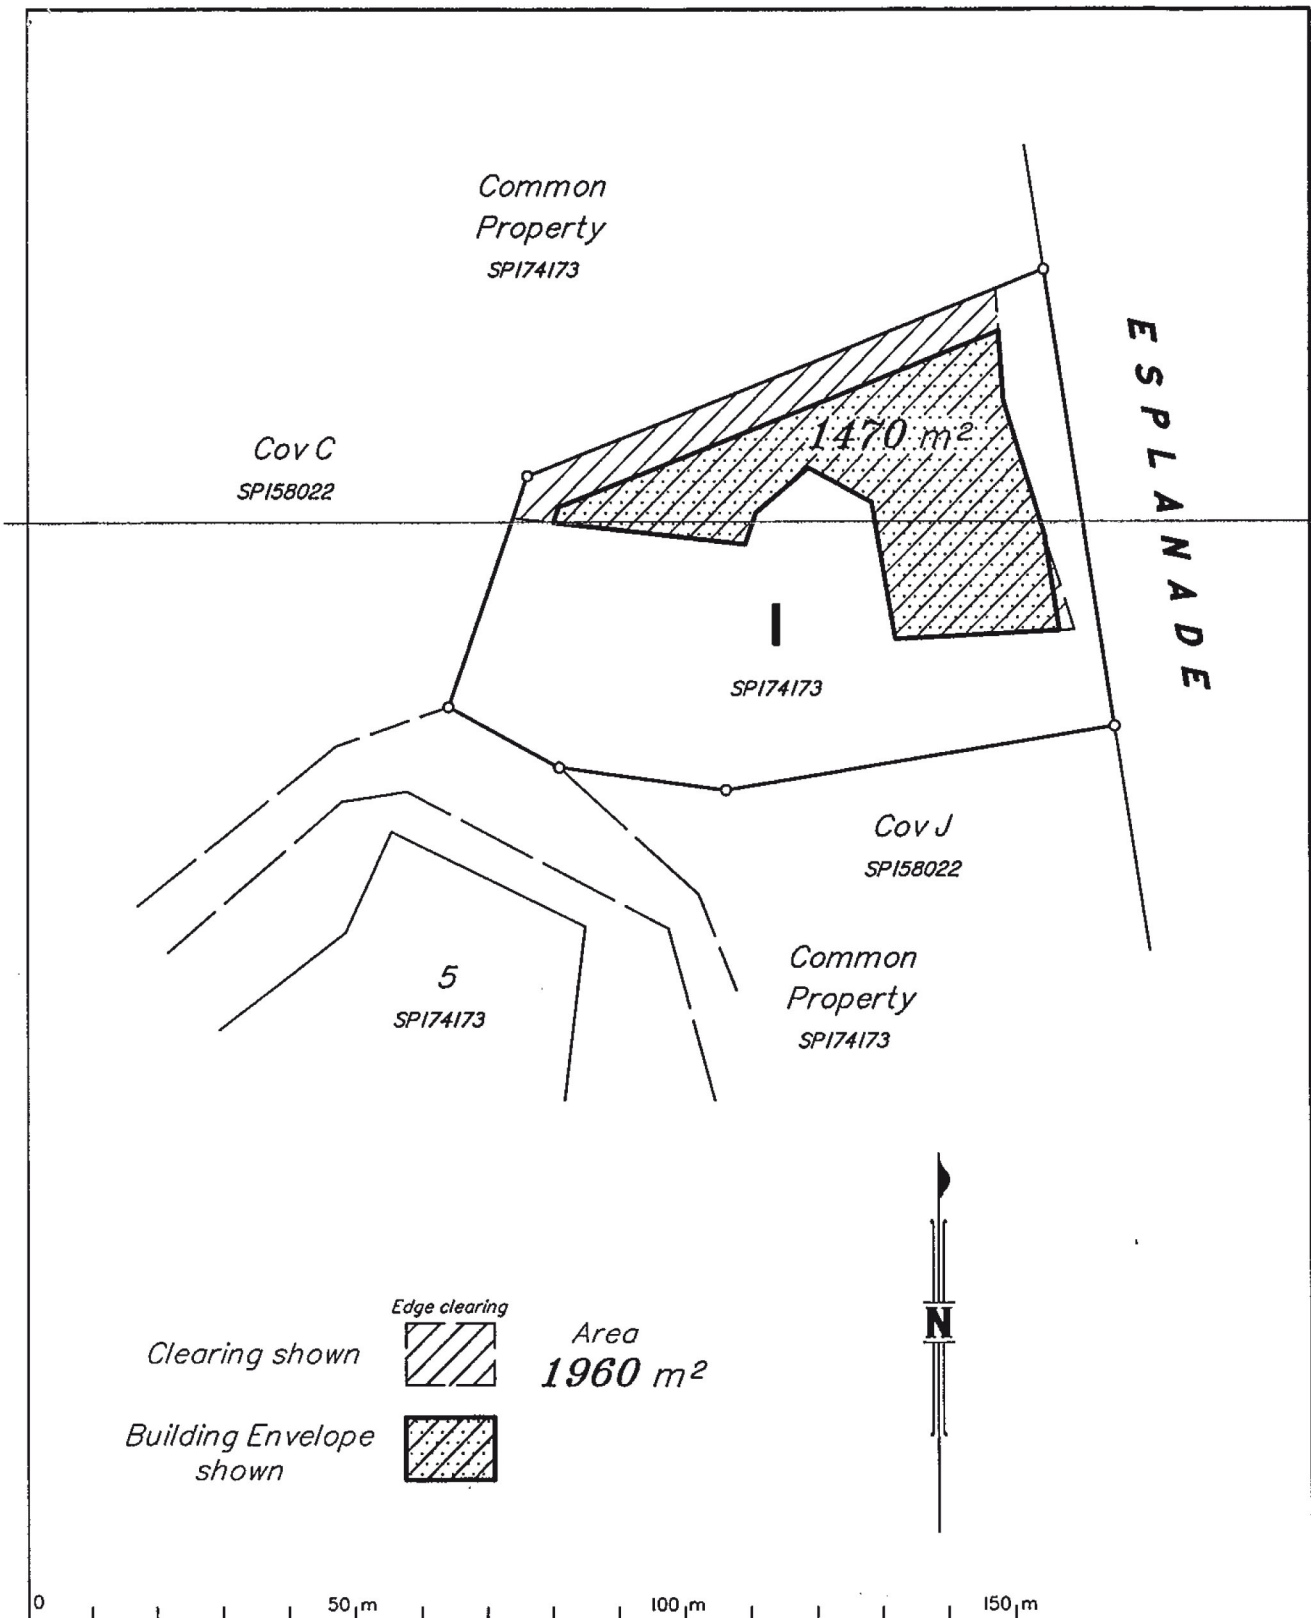 Common
Property
SP174173
ESPLANADE
1470 m²
Cov C
SP158022
1
SP174173
Cov J
SP158022
5
SP174173
Common
Property
SP174173
N
Edge clearing
Clearing shown
Area
1960 m²
Building Envelope
shown
0
50 m
100 m
150 m